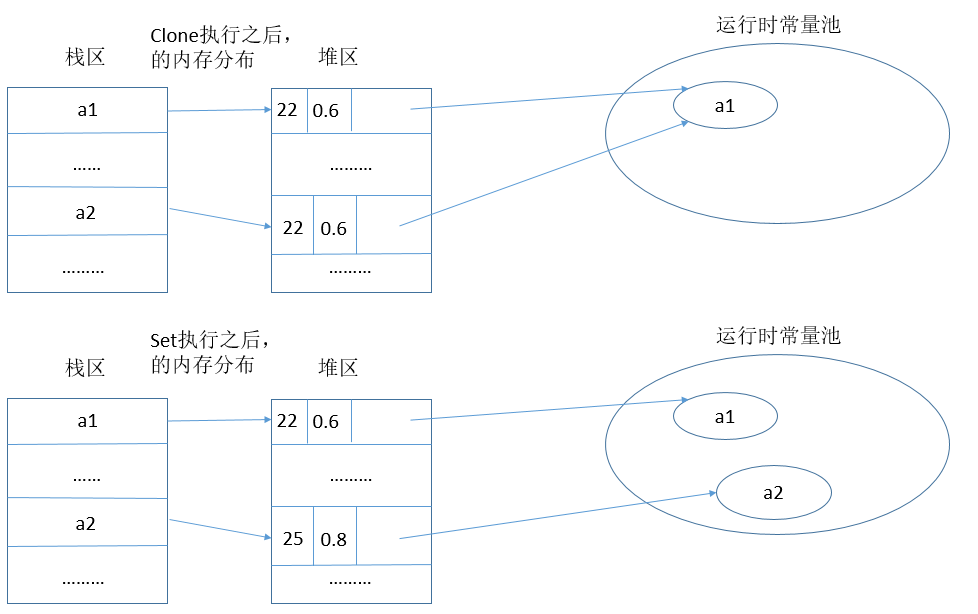 运行时常量池
Clone执行之后，
的内存分布
栈区
堆区
a1
22
0.6
a1
……
………
a2
22
0.6
………
………
运行时常量池
Set执行之后，
的内存分布
栈区
堆区
a1
22
0.6
a1
……
………
a2
25
0.8
a2
………
………